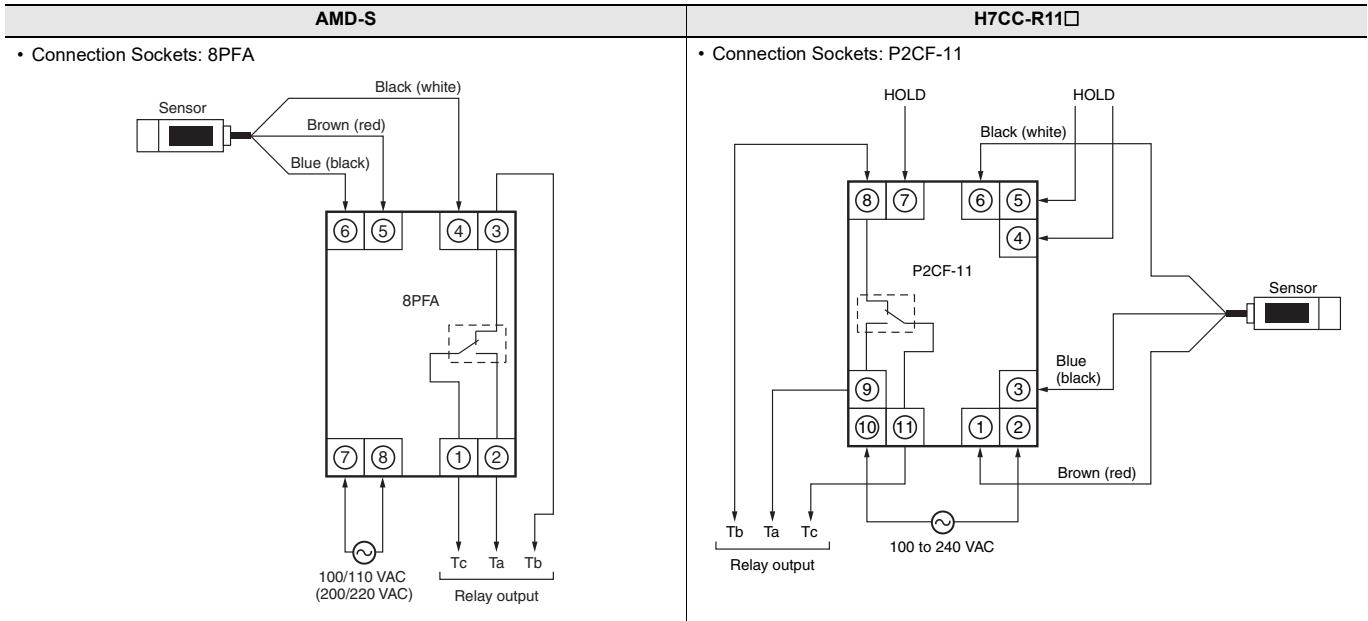 AMD-S
• Connection Sockets: 8PFA
Black (white)
Sensor
Brown (red)
Blue (black)
6 5 4 3
8PFA
7 8 1 2
Tc Ta Tb
100/110 VAC
(200/220 VAC)
Relay output
H7CC-R11□
• Connection Sockets: P2CF-11
HOLD HOLD
Black (white)
8 7 6 5
4
P2CF-11
Sensor
Blue
(black)
9 3
10 11 1 2
Brown (red)
Tb Ta Tc
100 to 240 VAC
Relay output